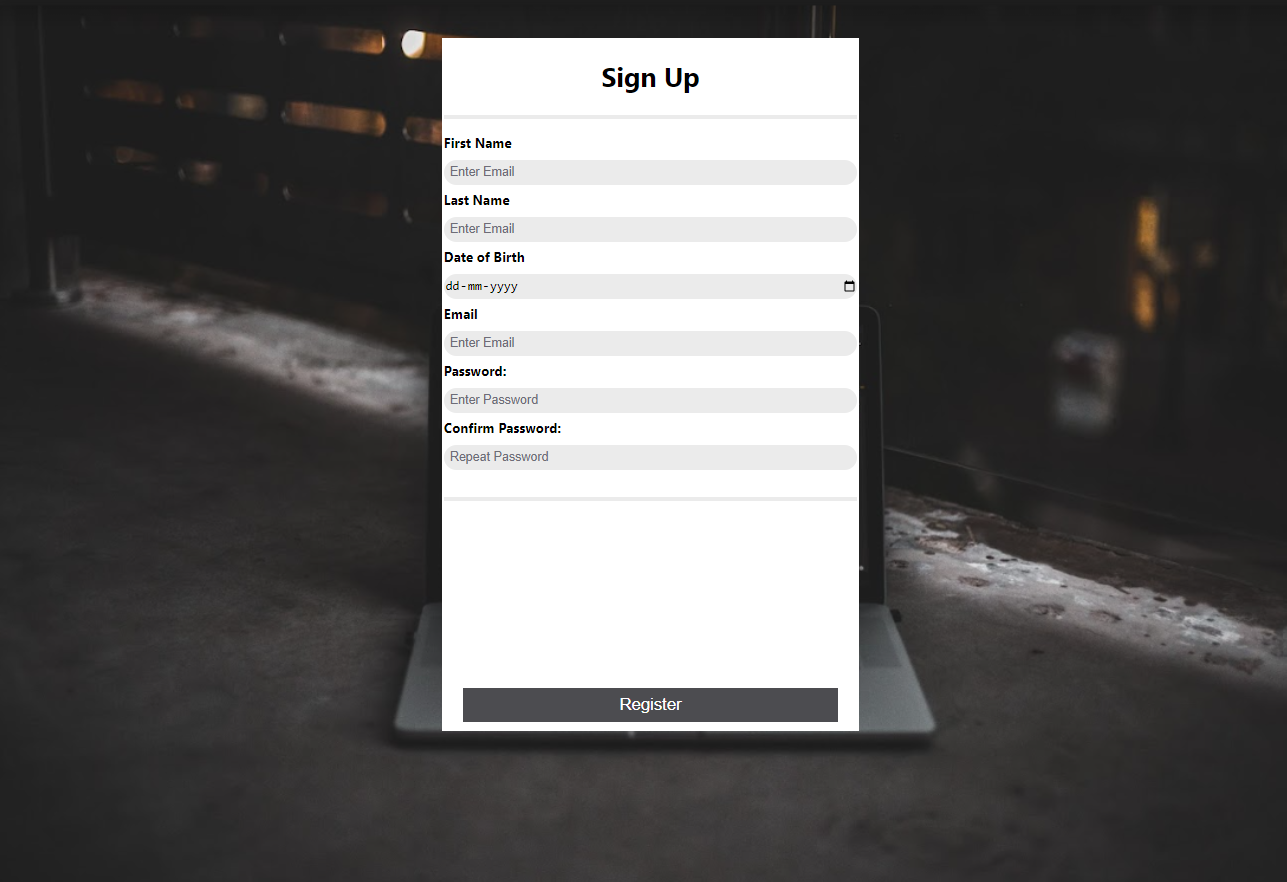 Sign Up
First Name
Enter Email
Last Name
Enter Email
Date of Birth
dd-mm-yyyy
Email
Enter Email
Password:
Enter Password
Confirm Password:
Repeat Password
Register